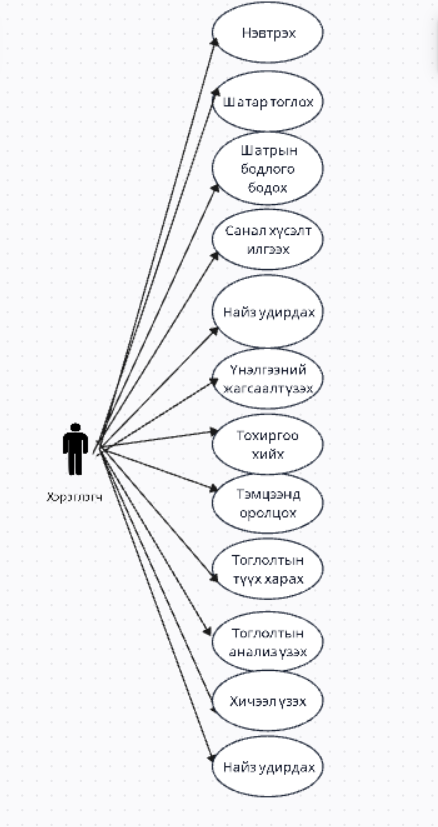 Нэвтрэх
Шатар тоглох
Шатрын
бодлого
бодох
Санал хүсэлт
илгээх
Найз удирдах
Үнэлгээний
жагсаалт үзэх
Тохиргоо
хийх
Хэрэглэгч
Тэмцээнд
оролцох
Тоглолтын
түүх харах
Тоглолтын
анализ үзэх
Хичээл үзэх
Найз удирдах